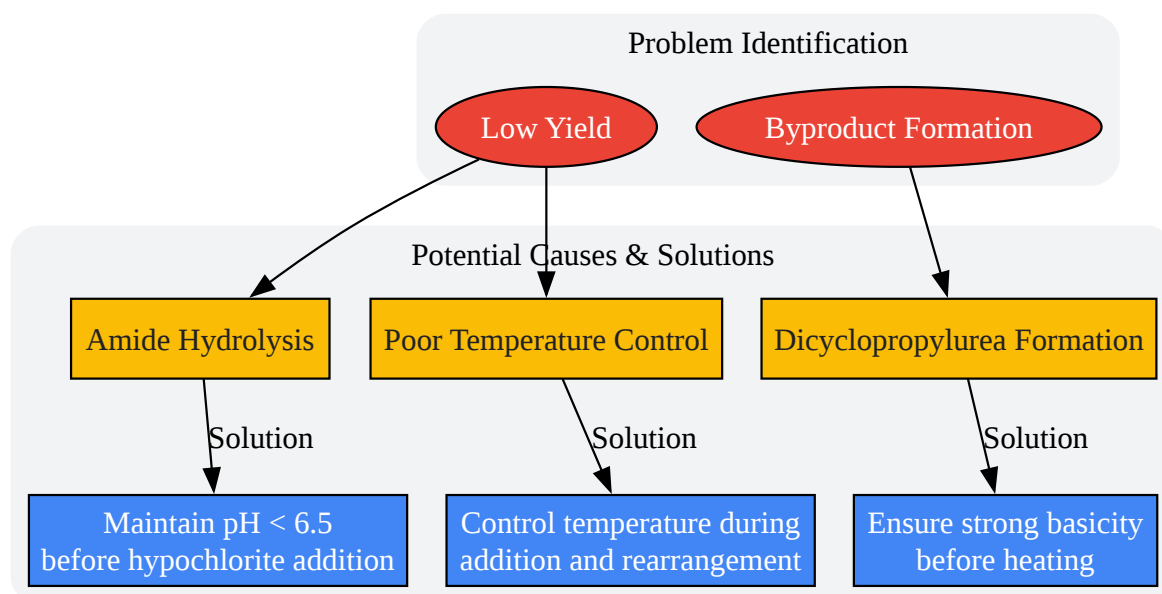 Problem Identification
Low Yield
Byproduct Formation
Potential Causes & Solutions
Amide Hydrolysis
Poor Temperature Control
Dicyclopropylurea Formation
Solution
Solution
Solution
Maintain pH < 6.5
before hypochlorite addition
Control temperature during
addition and rearrangement
Ensure strong basicity
before heating